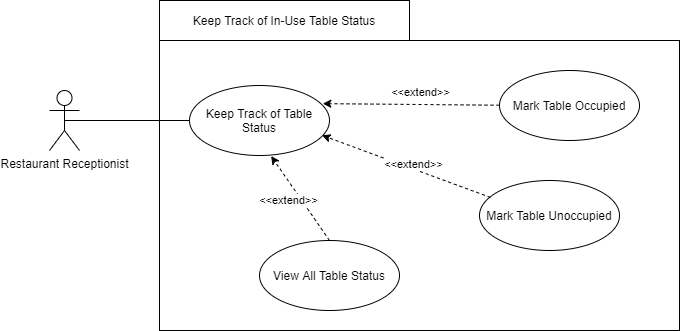 Keep Track of In-Use Table Status
Keep Track of Table
Status
<<extend>>
Mark Table Occupied
Restaurant Receptionist
<<extend>>
Mark Table Unoccupied
<<extend>>
View All Table Status